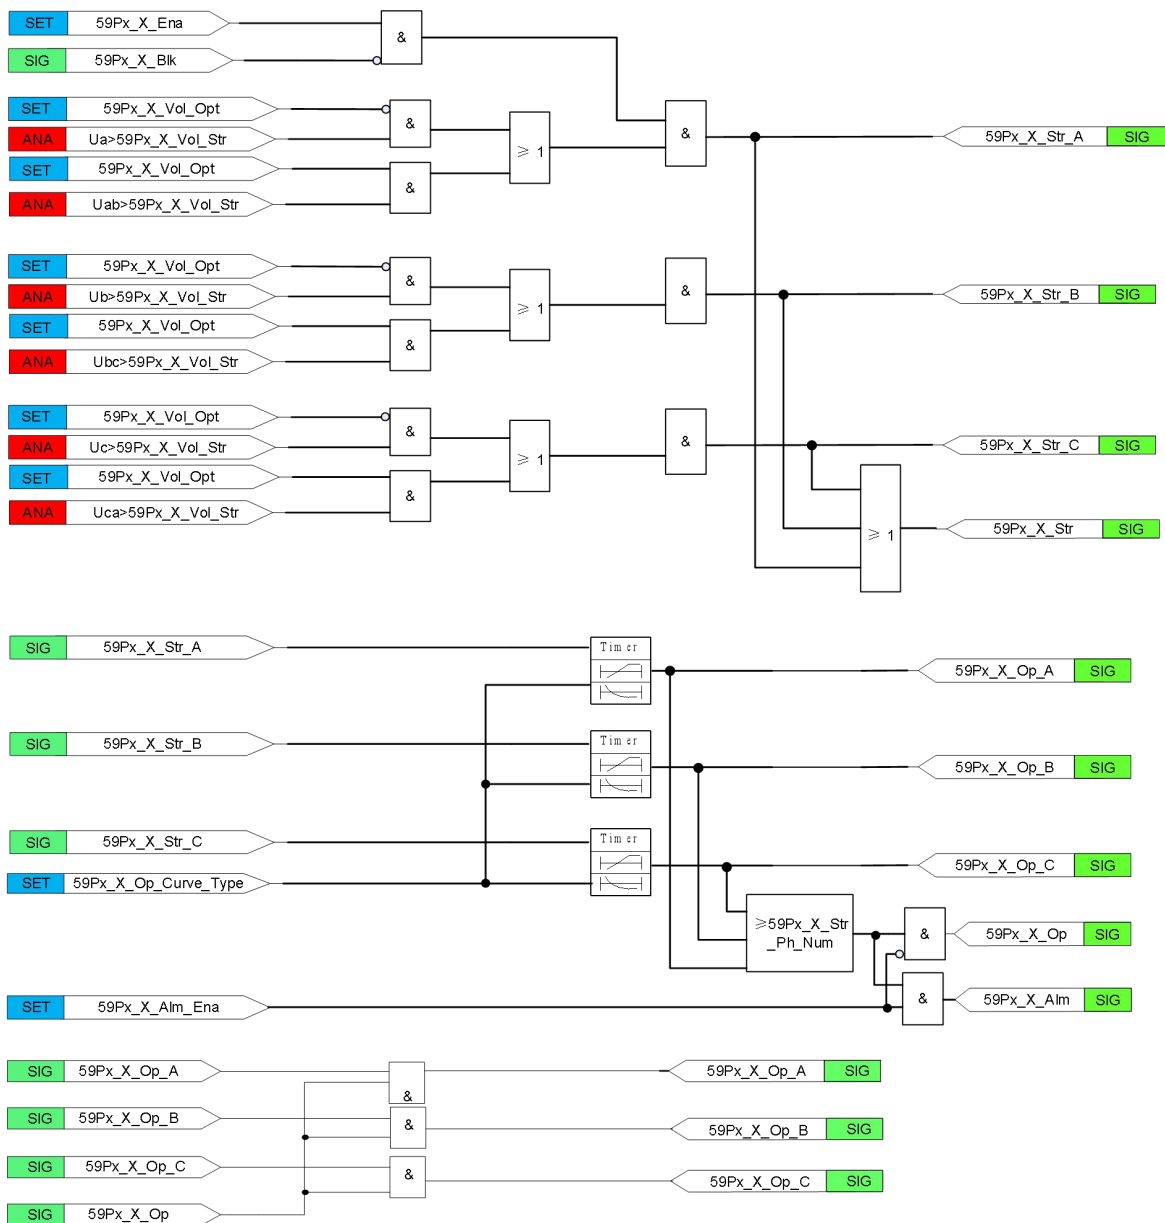 SET 59Px_X_Ena
&
SIG 59Px_X_Blk
SET 59Px_X_Vol_Opt
&
ANA Ua>59Px_X_Vol_Str
≥ 1
&
59Px_X_Str_A SIG
SET 59Px_X_Vol_Opt
&
ANA Uab>59Px_X_Vol_Str
SET 59Px_X_Vol_Opt
&
ANA Ub>59Px_X_Vol_Str
≥ 1
&
59Px_X_Str_B SIG
SET 59Px_X_Vol_Opt
&
ANA Ubc>59Px_X_Vol_Str
SET 59Px_X_Vol_Opt
&
ANA Uc>59Px_X_Vol_Str
≥ 1
&
59Px_X_Str_C SIG
SET 59Px_X_Vol_Opt
&
ANA Uca>59Px_X_Vol_Str
≥ 1
59Px_X_Str SIG
SIG 59Px_X_Str_A
Timer
59Px_X_Op_A SIG
SIG 59Px_X_Str_B
Timer
59Px_X_Op_B SIG
SIG 59Px_X_Str_C
Timer
59Px_X_Op_C SIG
SET 59Px_X_Op_Curve_Type
≥59Px_X_Str
_Ph_Num
&
59Px_X_Op SIG
SET 59Px_X_Alm_Ena
&
59Px_X_Alm SIG
SIG 59Px_X_Op_A
&
59Px_X_Op_A SIG
SIG 59Px_X_Op_B
&
59Px_X_Op_B SIG
SIG 59Px_X_Op_C
&
59Px_X_Op_C SIG
SIG 59Px_X_Op